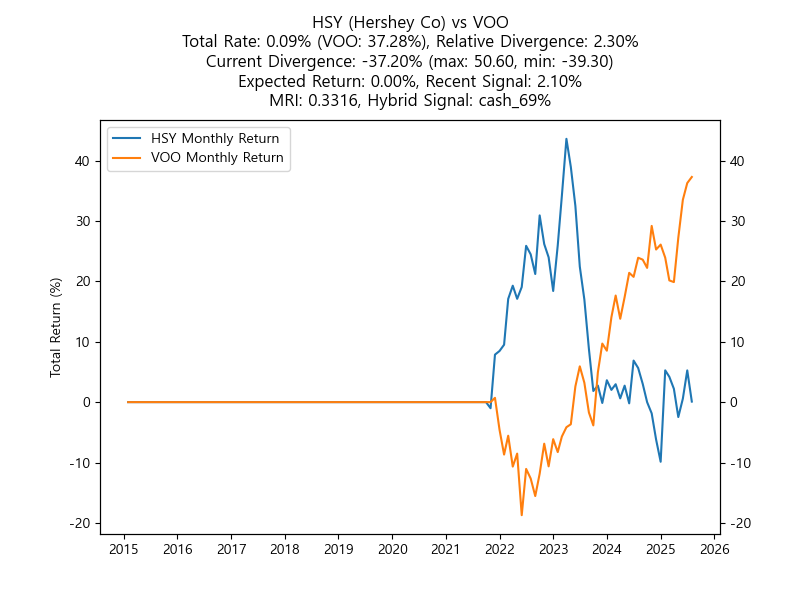 HSY (Hershey Co) vs VOO
Total Rate: 0.09% (VOO: 37.28%), Relative Divergence: 2.30%
Current Divergence: -37.20% (max: 50.60, min: -39.30)
Expected Return: 0.00%, Recent Signal: 2.10%
MRI: 0.3316, Hybrid Signal: cash_69%
HSY Monthly Return
VOO Monthly Return
Total Return (%)
40
30
20
10
0
-10
-20
40
30
20
10
0
-10
-20
2015 2016 2017 2018 2019 2020 2021 2022 2023 2024 2025 2026